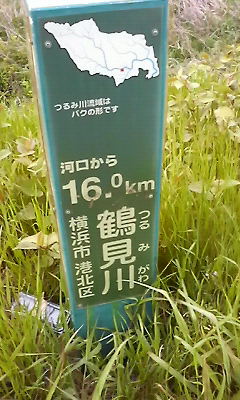 つるみ川流域は
バクの形です
河口から
16.0km
鶴見川
つるみがわ
横浜市 港北区